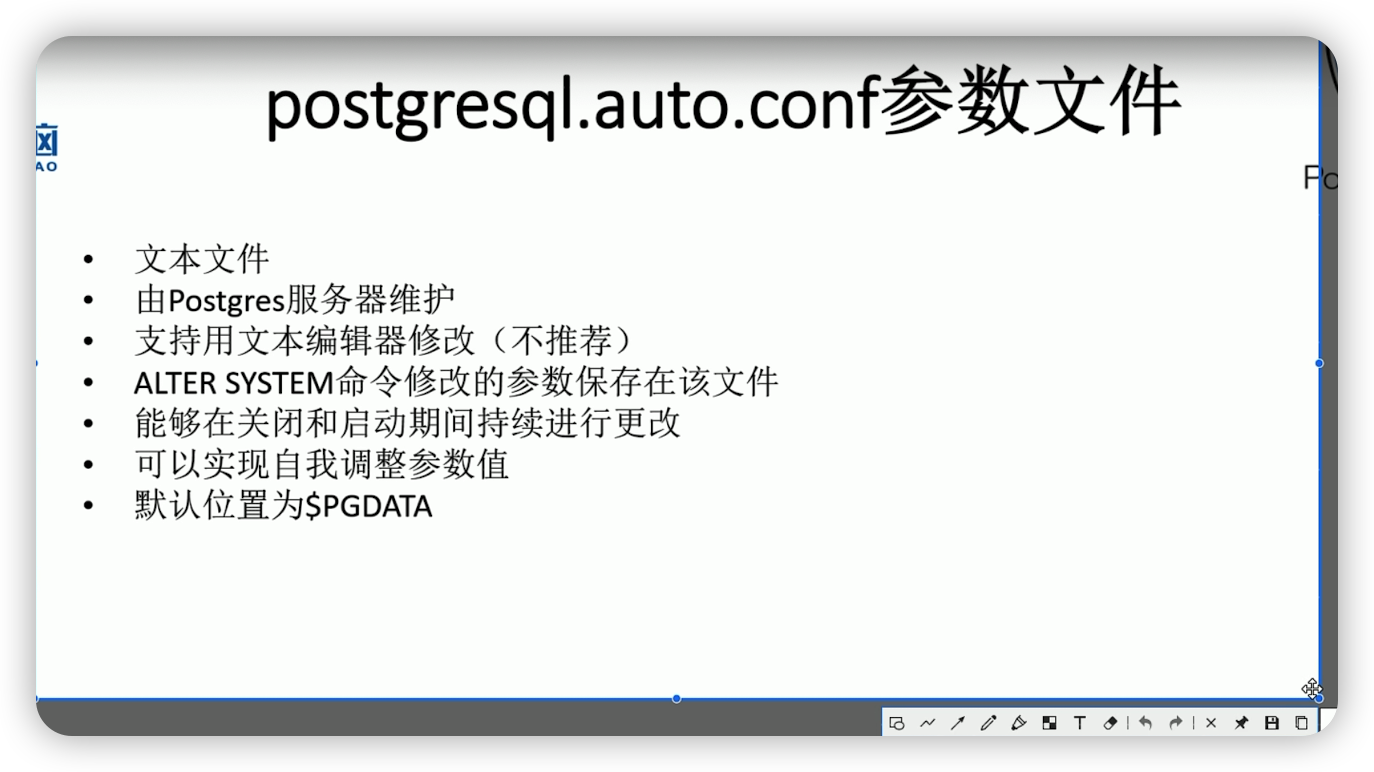 postgresql.auto.conf参数文件
AO
Po
• 文本文件
• 由Postgres服务器维护
• 支持用文本编辑器修改（不推荐）
• ALTER SYSTEM命令修改的参数保存在该文件
• 能够在关闭和启动期间持续进行更改
• 可以实现自我调整参数值
• 默认位置为$PGDATA